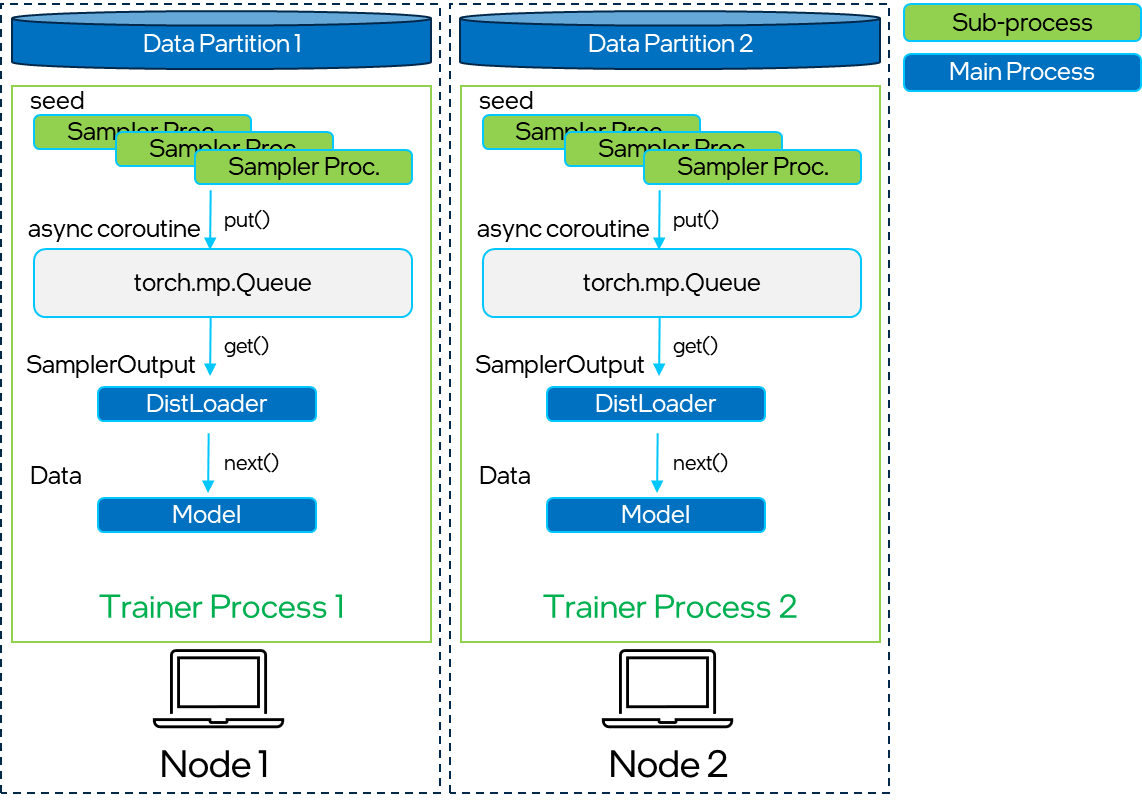 Data Partition 1
seed
Sampler Proc.
Sampler Proc.
Sampler Proc.
put()
async coroutine
torch.mp.Queue
get()
SamplerOutput
DistLoader
next()
Data
Model
Trainer Process 1
Node 1
Data Partition 2
seed
Sampler Proc.
Sampler Proc.
Sampler Proc.
put()
async coroutine
torch.mp.Queue
get()
SamplerOutput
DistLoader
next()
Data
Model
Trainer Process 2
Node 2
Sub-process
Main Process